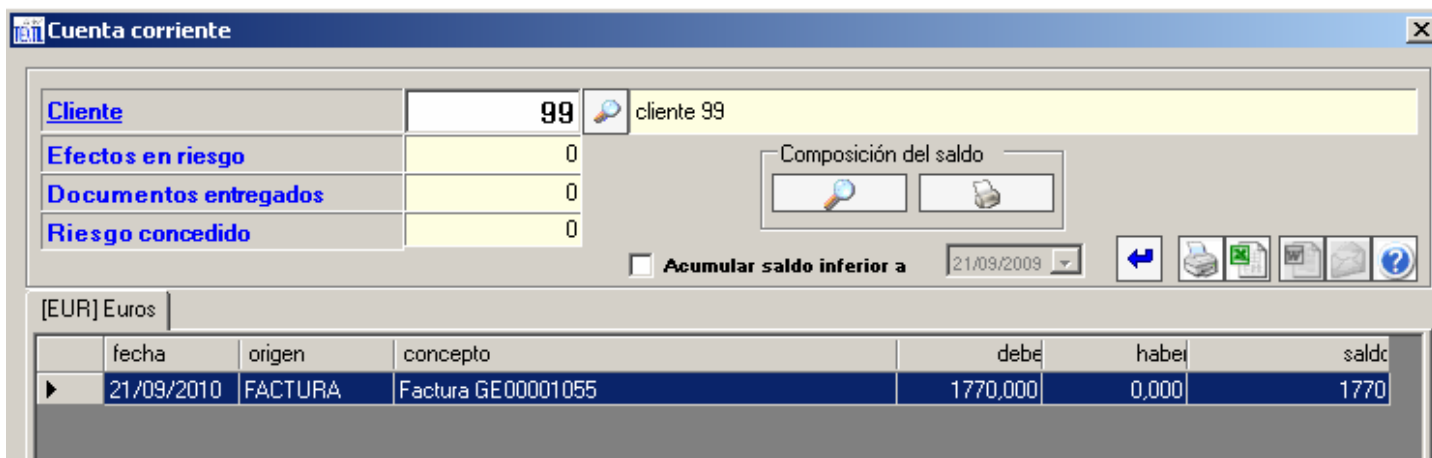 Cuenta corriente
Cliente 99 cliente 99
Efectos en riesgo 0
Composición del saldo
Documentos entregados 0
Riesgo concedido 0
Acumular saldo inferior a 21/09/2009
[EUR] Euros
fecha origen concepto debe haber saldo
21/09/2010 FACTURA Factura GE00001055 1770,000 0,000 1770